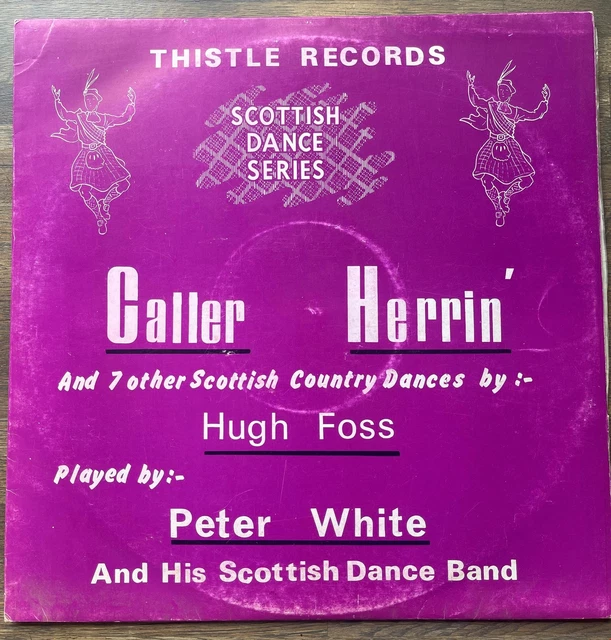 THISTLE RECORDS
SCOTTISH
DANCE
SERIES
Caller Herrin'
And 7 other Scottish Country Dances by :-
Hugh Foss
Played by:-
Peter White
And His Scottish Dance Band